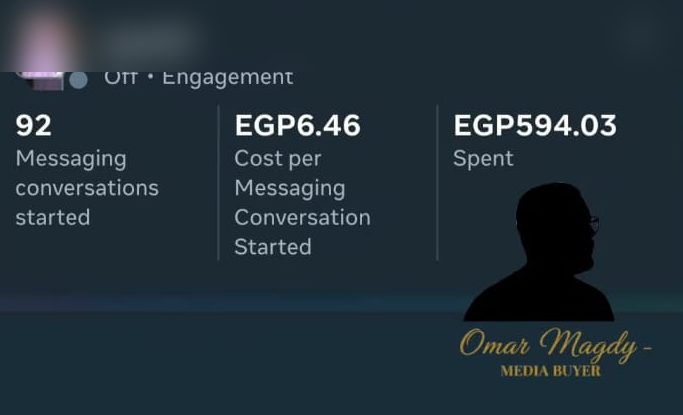 Off • Engagement
92
Messaging
conversations
started
EGP6.46
Cost per
Messaging
Conversation
Started
EGP594.03
Spent
Omar Magdy -
MEDIA BUYER